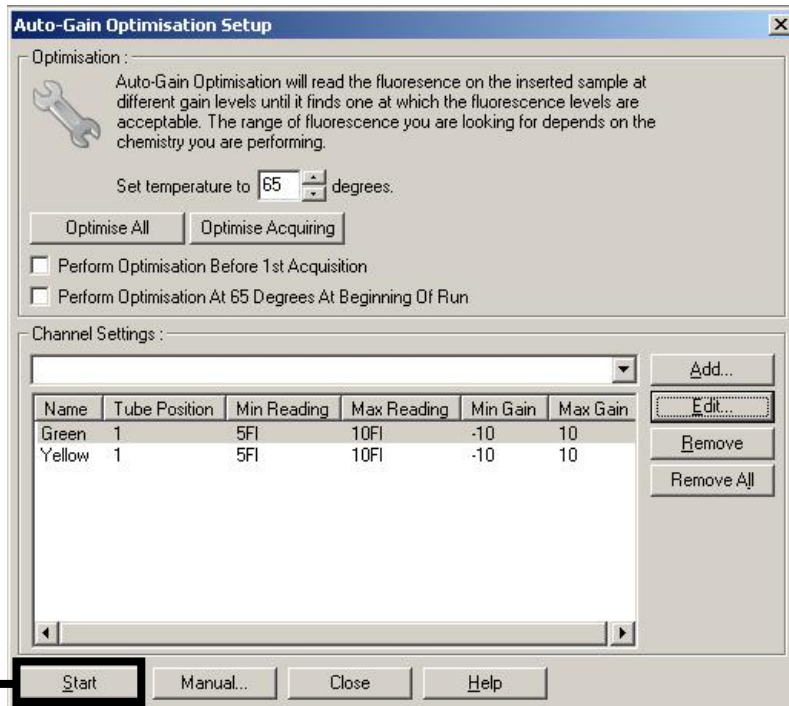 Auto-Gain Optimisation Setup
Optimisation :
Auto-Gain Optimisation will read the fluoresence on the inserted sample at
different gain levels until it finds one at which the fluorescence levels are
acceptable. The range of fluorescence you are looking for depends on the
chemistry you are performing.
Set temperature to 65 degrees.
Optimise All Optimise Acquiring
Perform Optimisation Before 1st Acquisition
Perform Optimisation At 65 Degrees At Beginning Of Run
Channel Settings :
Add...
Name Tube Position Min Reading Max Reading Min Gain Max Gain
Edit...
Green 1 5Fl 10Fl -10 10
Remove
Yellow 1 5Fl 10Fl -10 10
Remove All
Start Manual... Close Help